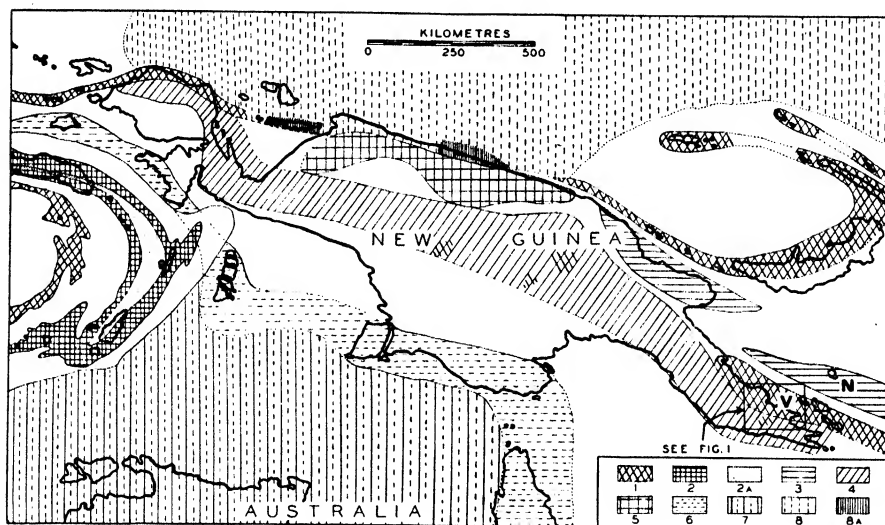 KILOMETRES
0 250 500
NEW GUINEA
N
V
SEE FIG. 1
AUSTRALIA
1 2 2A 3 4
5 6 7 8 8A